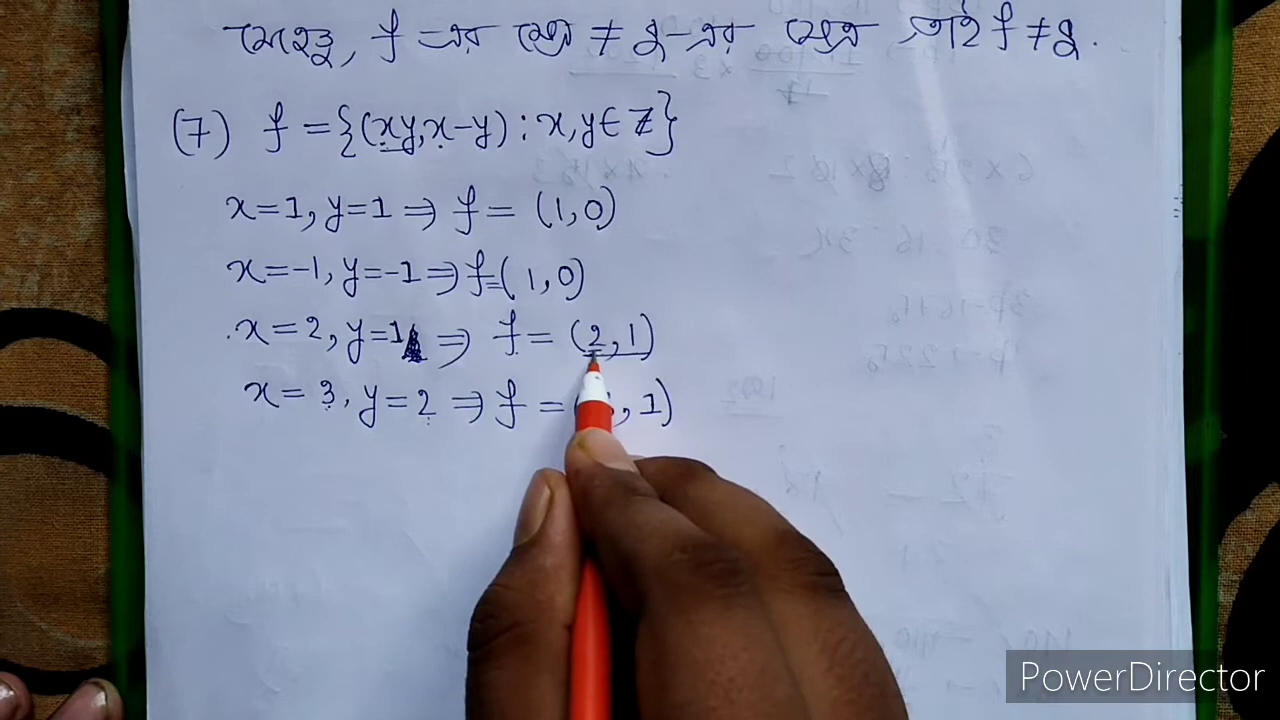 যেহেতু, f -এর ক্ষেত্র ≠ g-এর ক্ষেত্র তাই f ≠ g.
(7) f = {(xy, x-y) : x, y ∈ Z}
x=1, y=1 ⇒ f = (1,0)
x=-1, y=-1 ⇒ f=(1,0)
x=2, y=1 ⇒ f = (2,1)
x= 3, y=2 ⇒ f = ( , 1)
PowerDirector